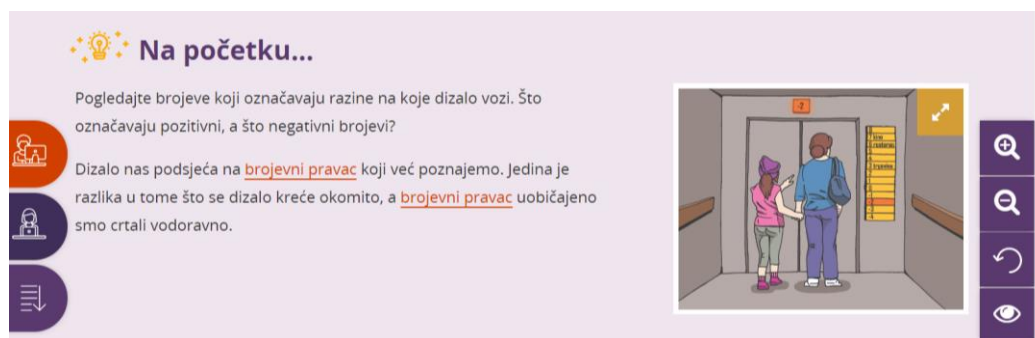 Na početku...
Pogledajte brojeve koji označavaju razine na koje dizalo vozi. Što
označavaju pozitivni, a što negativni brojevi?
Dizalo nas podsjeća na brojevni pravac koji već poznajemo. Jedina je
razlika u tome što se dizalo kreće okomito, a brojevni pravac uobičajeno
smo crtali vodoravno.
-2